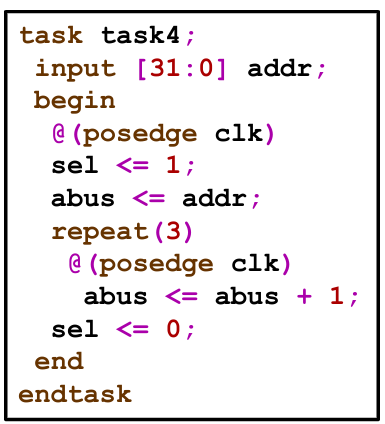 task task4;
input [31:0] addr;
begin
@(posedge clk)
sel <= 1;
abus <= addr;
repeat(3)
@(posedge clk)
abus <= abus + 1;
sel <= 0;
end
endtask